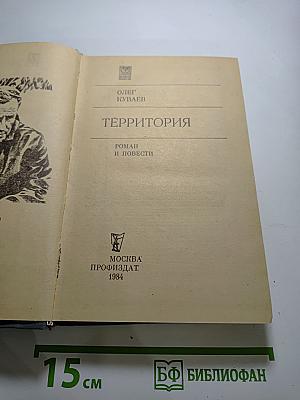 ОЛЕГ
КУВАЕВ
ТЕРРИТОРИЯ
РОМАН
И ПОВЕСТИ
МОСКВА
ПРОФИЗДАТ
1984
15 см
БФ БИБЛИОФАН